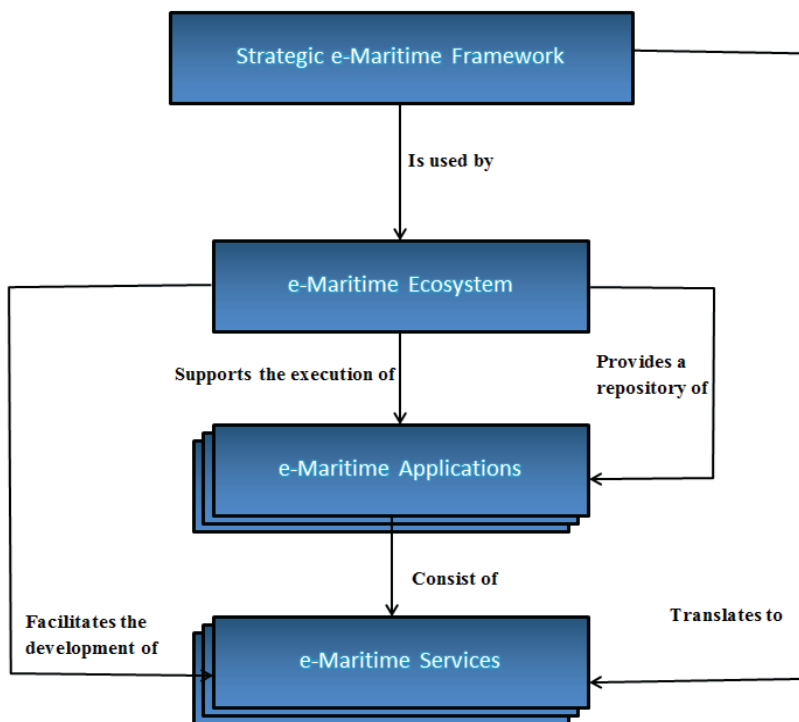 Strategic e-Maritime Framework
Is used by
e-Maritime Ecosystem
Supports the execution of
Provides a
repository of
e-Maritime Applications
Consist of
Facilitates the
development of
Translates to
e-Maritime Services